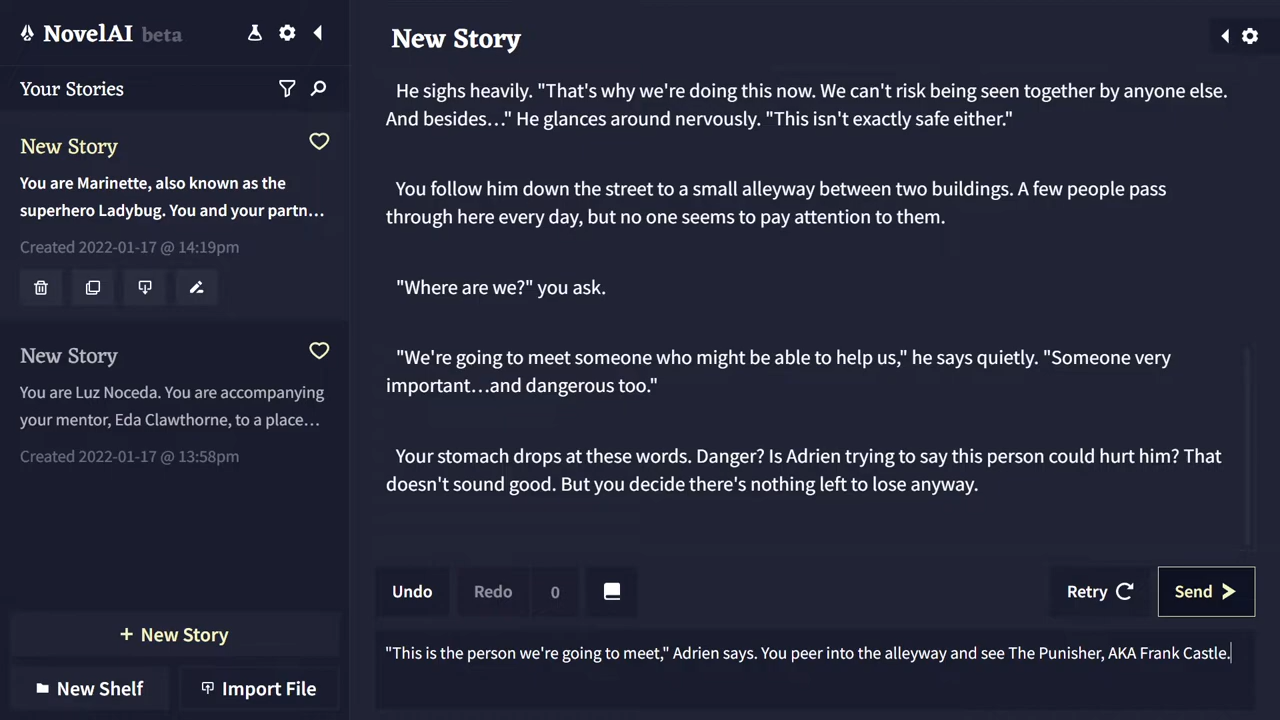 NovelAI beta
Your Stories
New Story
You are Marinette, also known as the
superhero Ladybug. You and your partn...
Created 2022-01-17 @ 14:19pm
New Story
You are Luz Noceda. You are accompanying
your mentor, Eda Clawthorne, to a place...
Created 2022-01-17 @ 13:58pm
+ New Story
New Shelf
Import File
New Story
He sighs heavily. "That's why we're doing this now. We can't risk being seen together by anyone else.
And besides…" He glances around nervously. "This isn't exactly safe either."
You follow him down the street to a small alleyway between two buildings. A few people pass
through here every day, but no one seems to pay attention to them.
"Where are we?" you ask.
"We're going to meet someone who might be able to help us," he says quietly. "Someone very
important…and dangerous too."
Your stomach drops at these words. Danger? Is Adrien trying to say this person could hurt him? That
doesn't sound good. But you decide there's nothing left to lose anyway.
Undo
Redo
0
Retry
Send
"This is the person we're going to meet," Adrien says. You peer into the alleyway and see The Punisher, AKA Frank Castle.